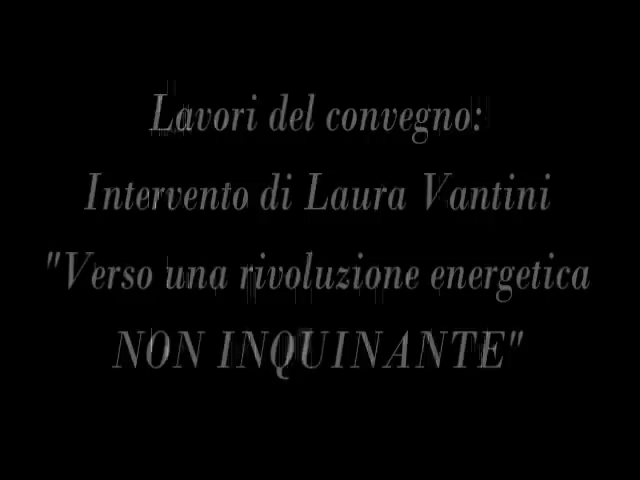 Lavori del convegno:
Intervento di Laura Vantini
"Verso una rivoluzione energetica
NON INQUINANTE"